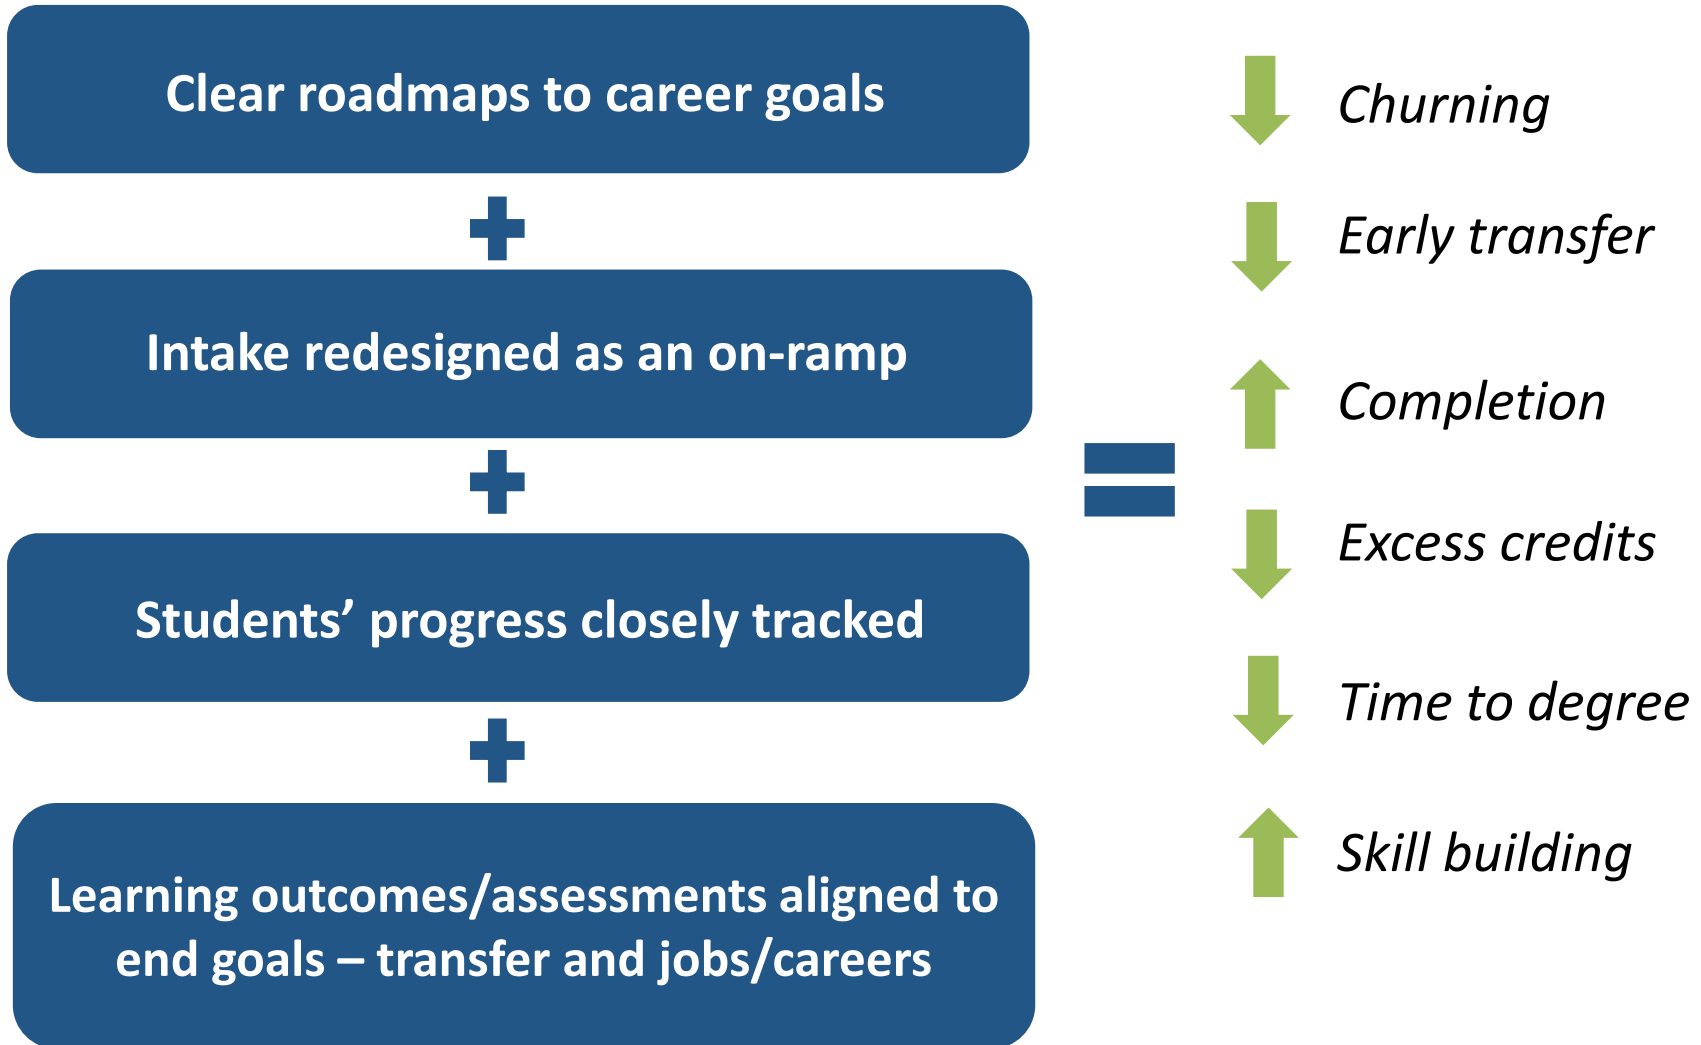 Clear roadmaps to career goals
Intake redesigned as an on-ramp
Students’ progress closely tracked
Learning outcomes/assessments aligned to
end goals – transfer and jobs/careers
Churning
Early transfer
Completion
Excess credits
Time to degree
Skill building